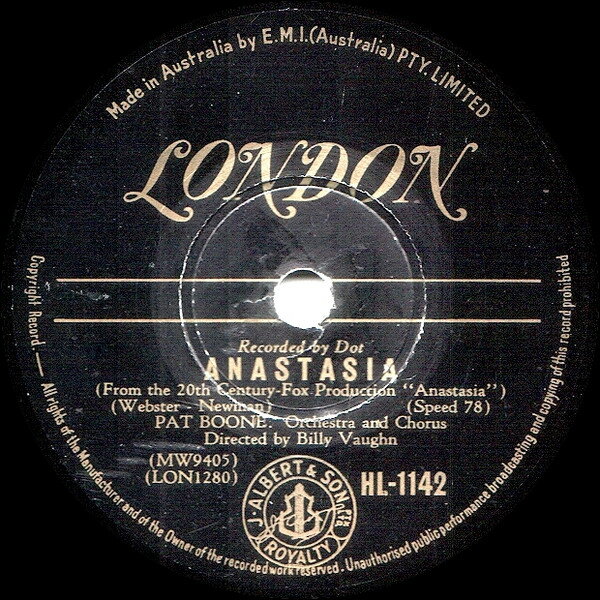 Made in Australia by E.M.I.(Australia) PTY. LIMITED
LONDON
Recorded by Dot
ANASTASIA
(From the 20th Century-Fox Production "Anastasia")
(Webster - Newman) (Speed 78)
PAT BOONE. Orchestra and Chorus
Directed by Billy Vaughn
(MW9405)
(LON1280)
HL-1142
J. ALBERT & SON
ROYALTY
Copyright Record — All rights of the Manufacturer and of the Owner of the recorded work reserved. Unauthorised public performance broadcasting and copying of this record prohibited